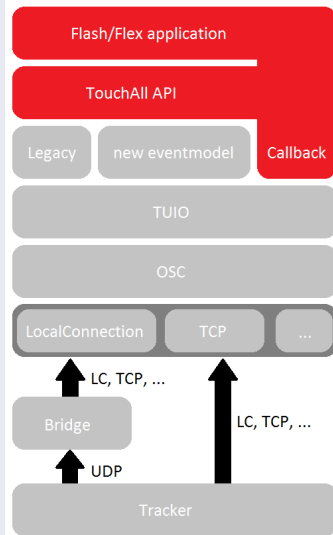 Flash/Flex application
TouchAll API
Legacy
new eventmodel
Callback
TUIO
OSC
LocalConnection
TCP
...
LC, TCP, ...
LC, TCP, ...
Bridge
UDP
Tracker